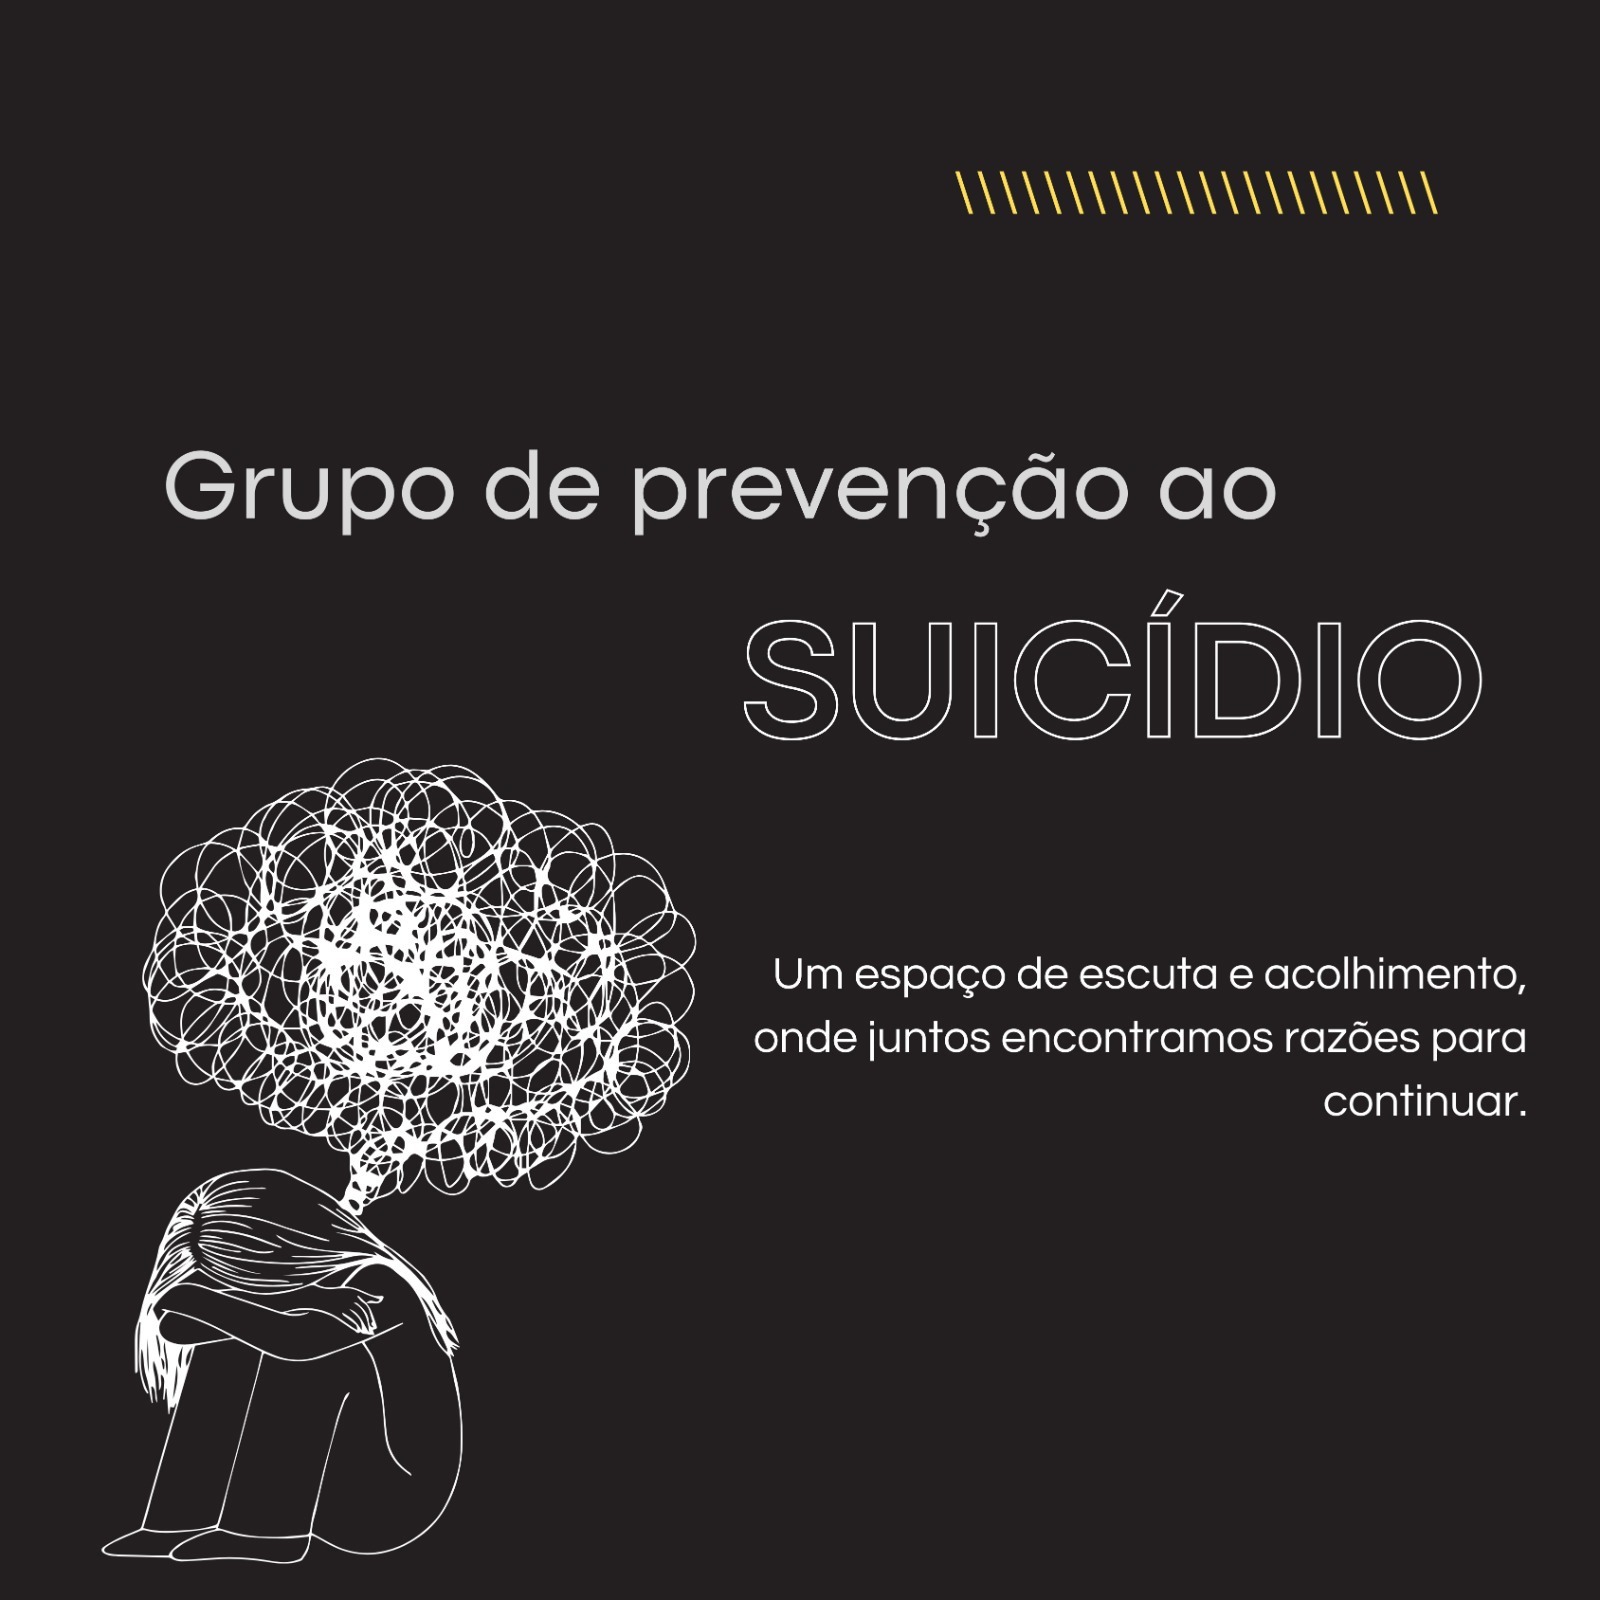 Grupo de prevenção ao
SUICÍDIO
Um espaço de escuta e acolhimento,
onde juntos encontramos razões para
continuar.